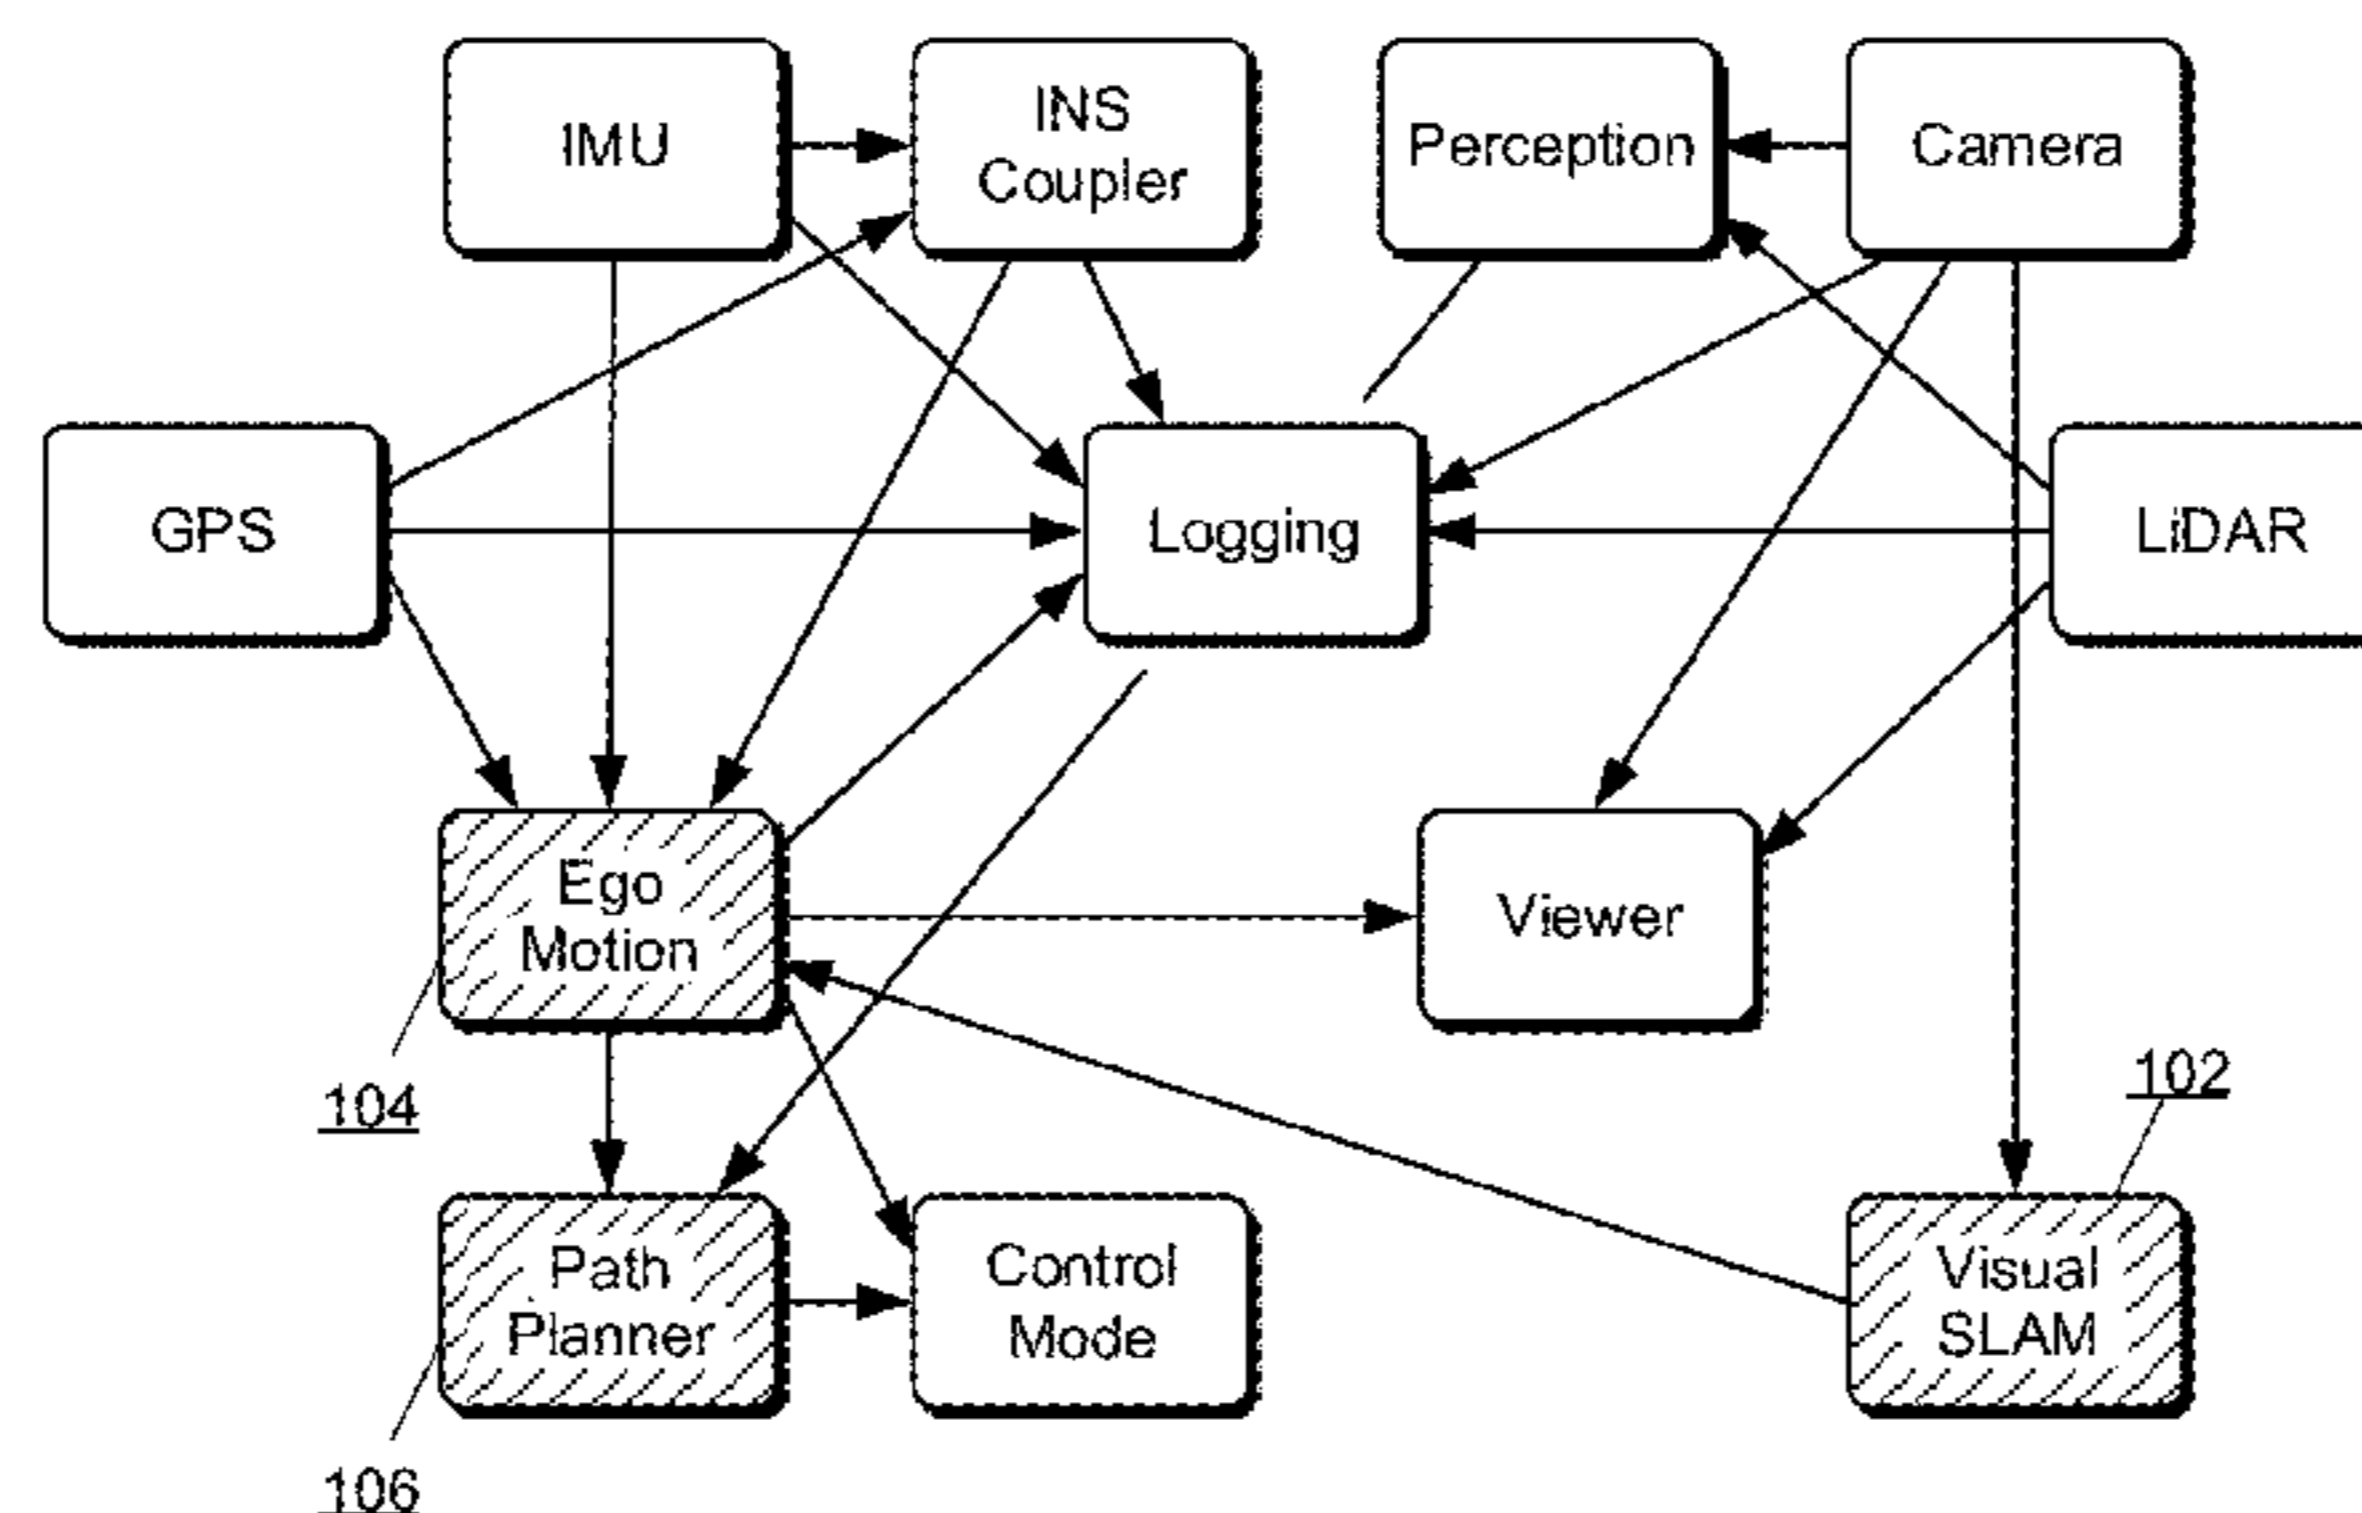 IMU
INS
Coupler
Perception
Camera
GPS
Logging
LiDAR
Ego
Motion
Viewer
104
102
Path
Planner
Control
Mode
Visual
SLAM
106